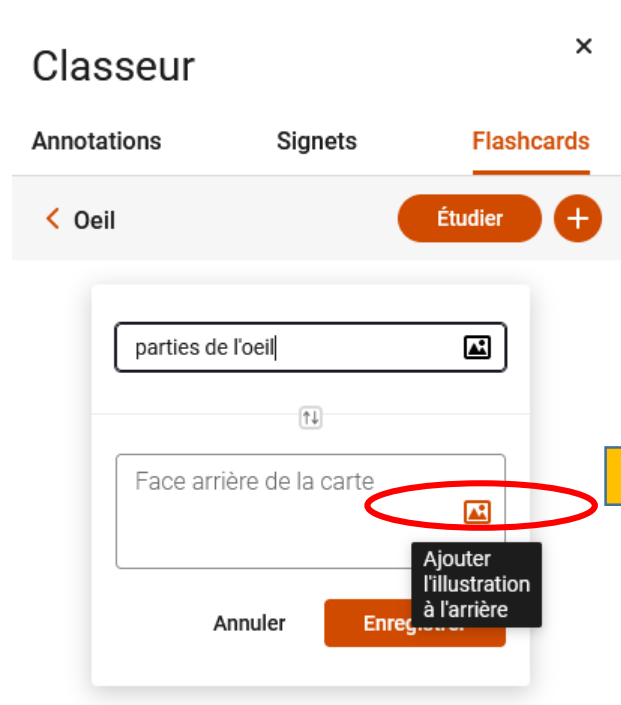 Classeur
Annotations Signets Flashcards
Oeil Étudier
parties de l'oeil
Face arrière de la carte
Ajouter
l'illustration
à l'arrière
Annuler